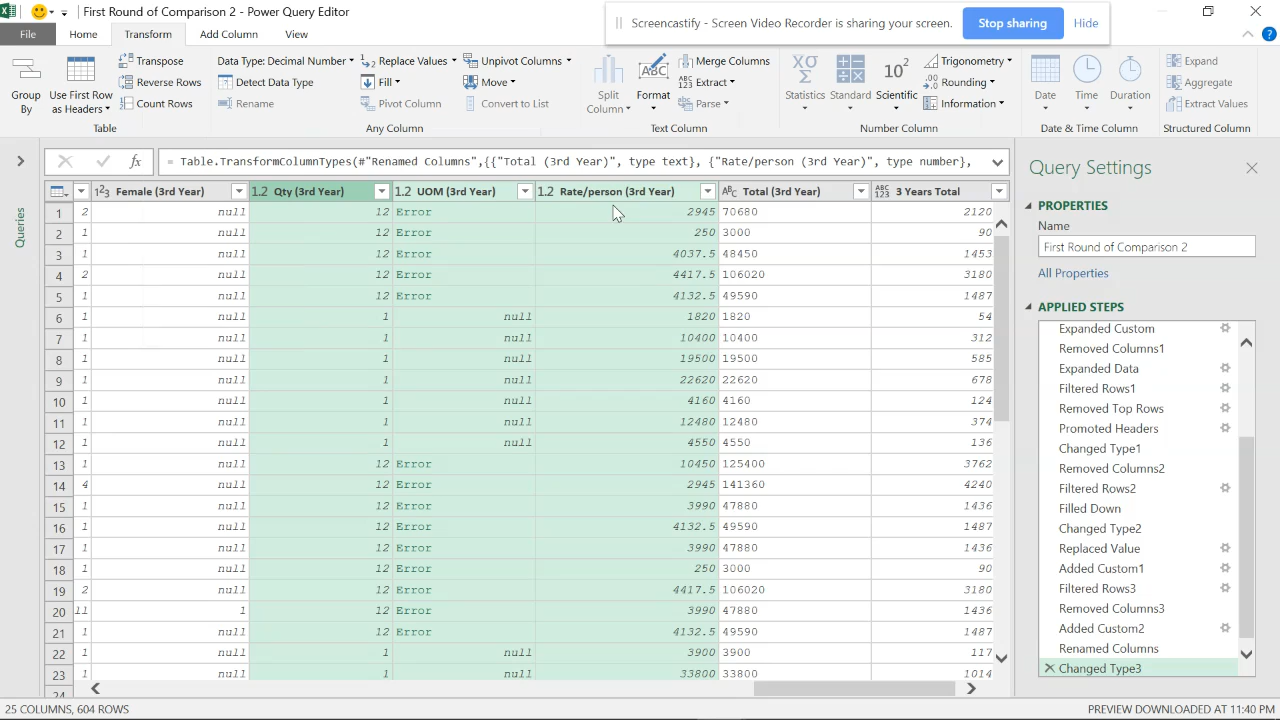 First Round of Comparison 2 - Power Query Editor
Screencastify - Screen Video Recorder is sharing your screen.
Stop sharing
Hide
File
Home
Transform
Add Column
View
Group By
Use First Row as Headers
Transpose
Reverse Rows
Count Rows
Table
Data Type: Decimal Number
Detect Data Type
Rename
Replace Values
Fill
Pivot Column
Unpivot Columns
Move
Convert to List
Any Column
Split Column
Format
Merge Columns
Extract
Parse
Text Column
Statistics
Standard
Scientific
Trigonometry
Rounding
Information
Number Column
Date
Time
Duration
Date & Time Column
Expand
Aggregate
Extract Values
Structured Column
= Table.TransformColumnTypes(#"Renamed Columns",{{"Total (3rd Year)", type text}, {"Rate/person (3rd Year)", type number},
Queries
Female (3rd Year) Qty (3rd Year) UOM (3rd Year) Rate/person (3rd Year) Total (3rd Year) 3 Years Total
1 2 null 12 Error 2945 70680 2120
2 1 null 12 Error 250 3000 90
3 1 null 12 Error 4037.5 48450 1453
4 2 null 12 Error 4417.5 106020 3180
5 1 null 12 Error 4132.5 49590 1487
6 1 null 1 null 1820 1820 54
7 1 null 1 null 10400 10400 312
8 1 null 1 null 19500 19500 585
9 1 null 1 null 22620 22620 678
10 1 null 1 null 4160 4160 124
11 1 null 1 null 12480 12480 374
12 1 null 1 null 4550 4550 136
13 1 null 12 Error 10450 125400 3762
14 4 null 12 Error 2945 141360 4240
15 1 null 12 Error 3990 47880 1436
16 1 null 12 Error 4132.5 49590 1487
17 1 null 12 Error 3990 47880 1436
18 1 null 12 Error 250 3000 90
19 2 null 12 Error 4417.5 106020 3180
20 11 1 12 Error 3990 47880 1436
21 1 null 12 Error 4132.5 49590 1487
22 1 null 1 null 3900 3900 117
23 1 null 1 null 33800 33800 1014
Query Settings
PROPERTIES
Name
First Round of Comparison 2
All Properties
APPLIED STEPS
Expanded Custom
Removed Columns1
Expanded Data
Filtered Rows1
Removed Top Rows
Promoted Headers
Changed Type1
Removed Columns2
Filtered Rows2
Filled Down
Changed Type2
Replaced Value
Added Custom1
Filtered Rows3
Removed Columns3
Added Custom2
Renamed Columns
Changed Type3
25 COLUMNS, 604 ROWS
PREVIEW DOWNLOADED AT 11:40 PM